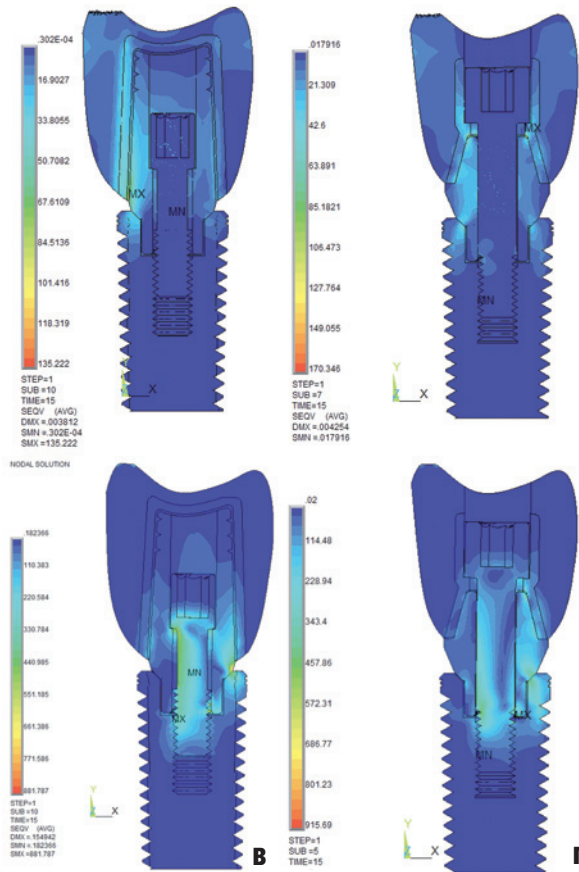 .302E-04
16.9027
33.8055
50.7082
67.6109
84.5136
101.416
118.319
135.222
MX
MN
X
STEP=1
SUB =10
TIME=15
SEQV (AVG)
DMX =.003812
SMN =.302E-04
SMX =135.222
.017916
21.309
42.6
63.891
85.1821
106.473
127.764
149.055
170.346
MX
MN
Y
Z
X
STEP=1
SUB =7
TIME=15
SEQV (AVG)
DMX =.004254
SMN =.017916
NODAL SOLUTION
.182366
110.383
220.584
330.784
440.985
551.185
661.386
771.586
881.787
MN
MX
Y
Z
X
STEP=1
SUB =10
TIME=15
SEQV (AVG)
DMX =.154942
SMN =.182366
SMX =881.787
В
.02
114.48
228.94
343.4
457.86
572.31
686.77
801.23
915.69
MX
MN
Y
Z
X
STEP=1
SUB =5
TIME=15